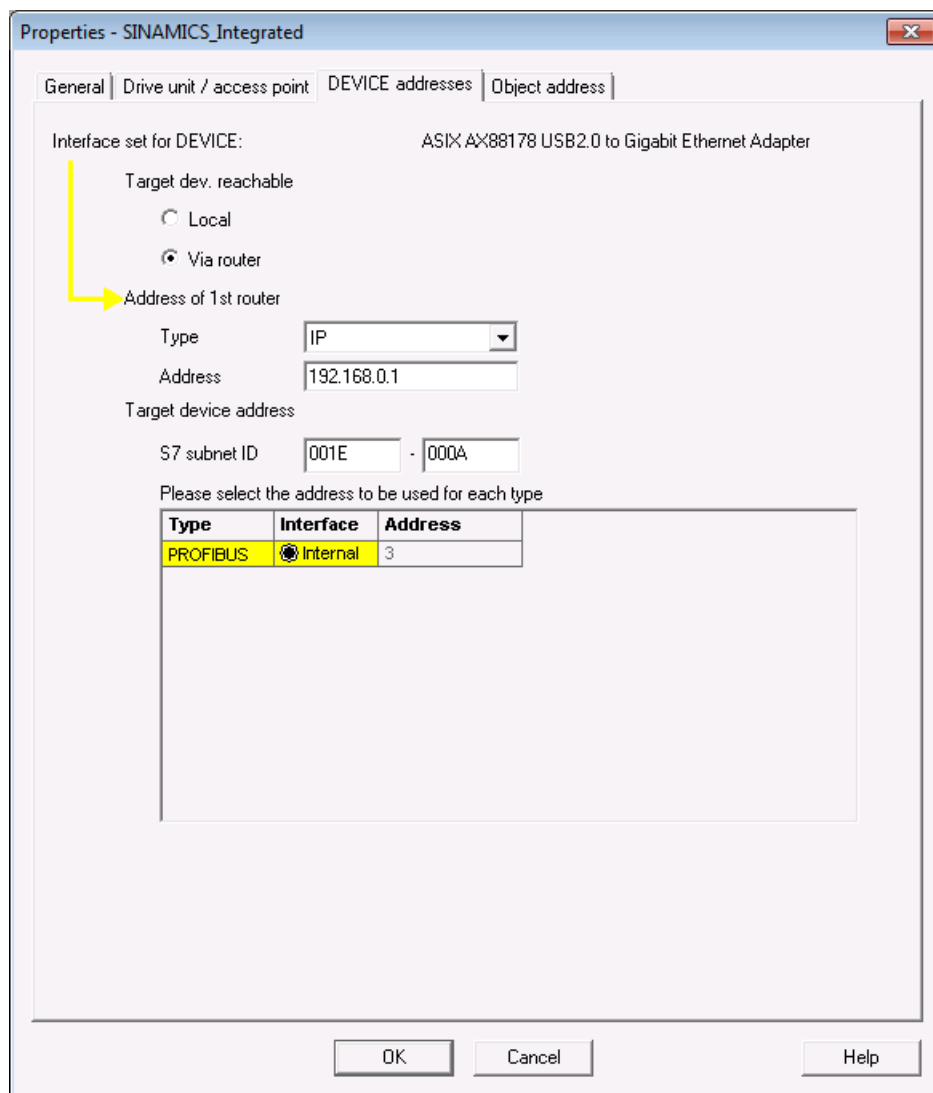 Properties - SINAMICS_Integrated
General Drive unit / access point DEVICE addresses Object address
Interface set for DEVICE: ASIX AX88178 USB2.0 to Gigabit Ethernet Adapter
Target dev. reachable
Local
Via router
Address of 1st router
Type IP
Address 192.168.0.1
Target device address
S7 subnet ID 001E - 000A
Please select the address to be used for each type
Type Interface Address
PROFIBUS Internal 3
OK Cancel Help